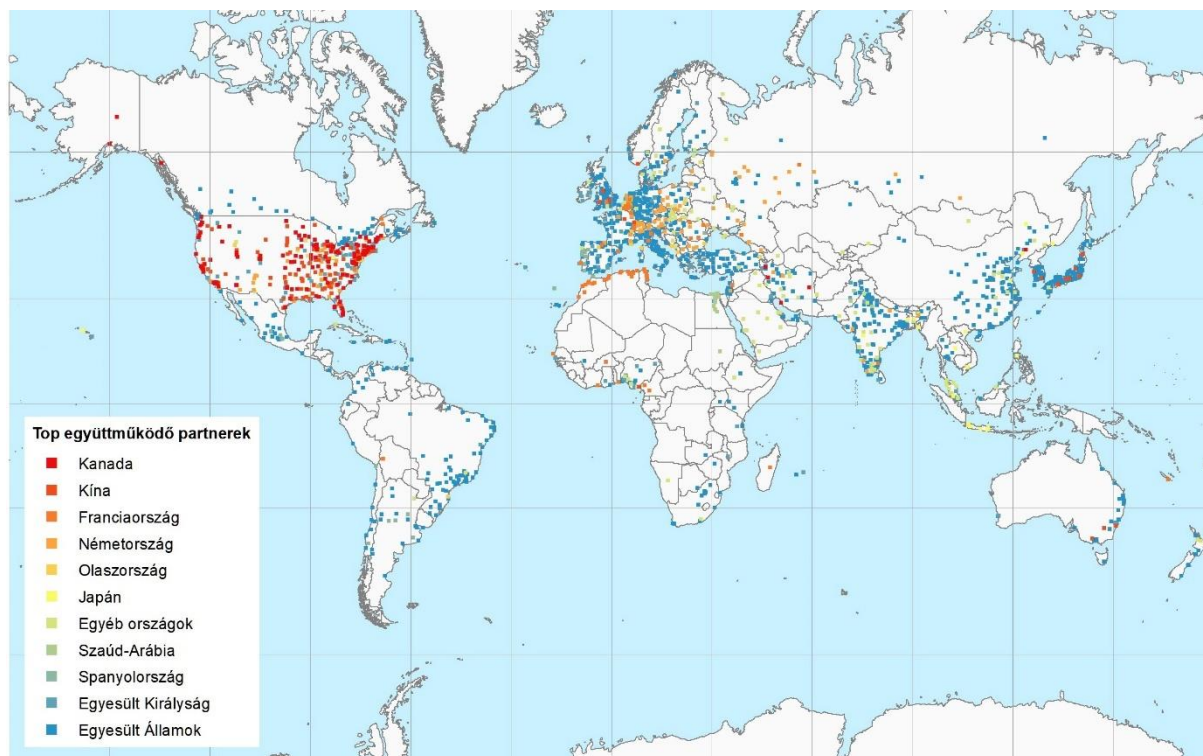 Top együttműködő partnerek
Kanada
Kína
Franciaország
Németország
Olaszország
Japán
Egyéb országok
Szaúd-Arábia
Spanyolország
Egyesült Királyság
Egyesült Államok